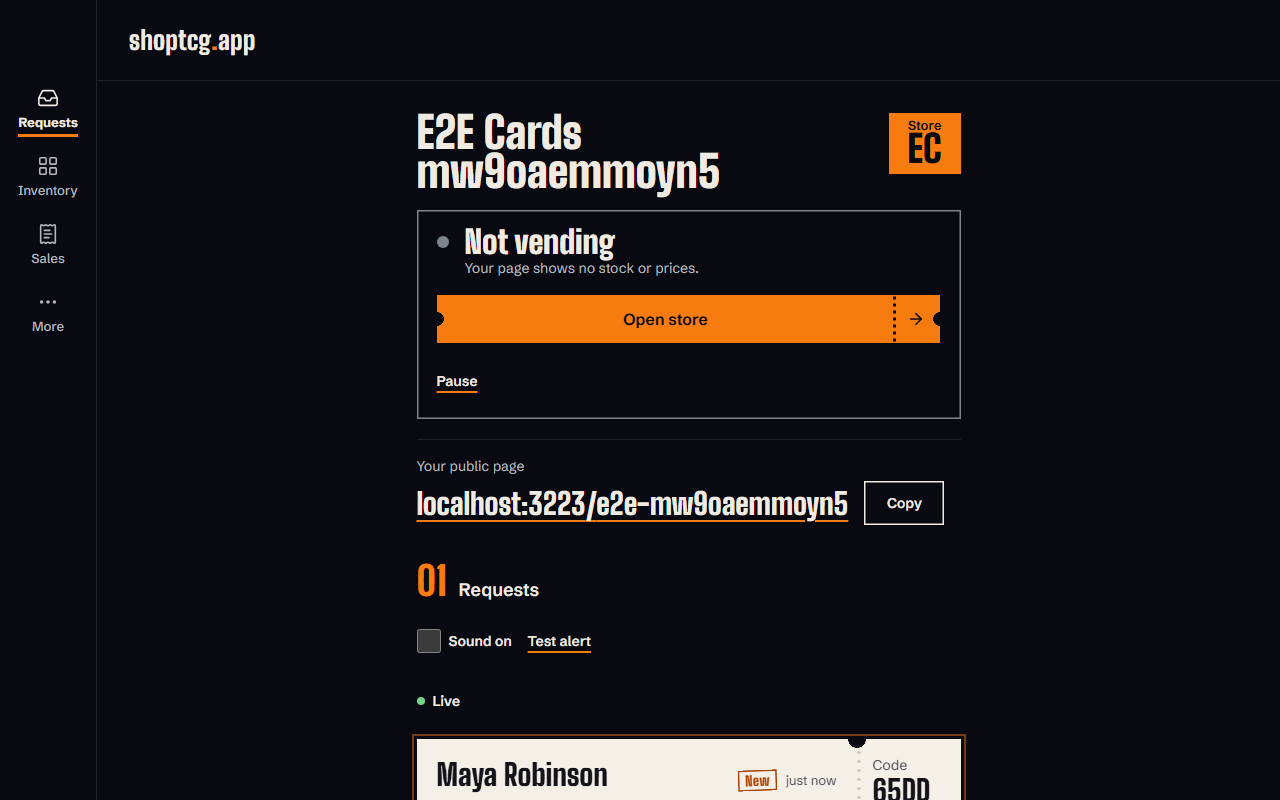 shoptcg.app
Requests
Inventory
Sales
More
E2E Cards
mw9oaemmoyn5
Store
EC
Not vending
Your page shows no stock or prices.
Open store
Pause
Your public page
localhost:3223/e2e-mw9oaemmoyn5
Copy
01 Requests
Sound on Test alert
Live
Maya Robinson
New just now
Code
65DD